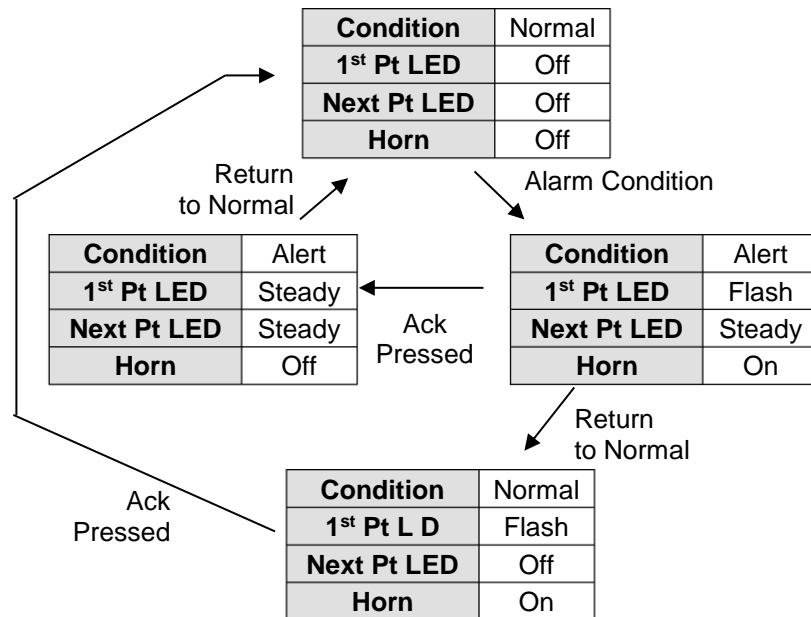 Condition Normal
1st Pt LED Off
Next Pt LED Off
Horn Off
Return
to Normal
Alarm Condition
Condition Alert
1st Pt LED Steady
Next Pt LED Steady
Horn Off
Ack
Pressed
Condition Alert
1st Pt LED Flash
Next Pt LED Steady
Horn On
Return
to Normal
Ack
Pressed
Condition Normal
1st Pt L D Flash
Next Pt LED Off
Horn On